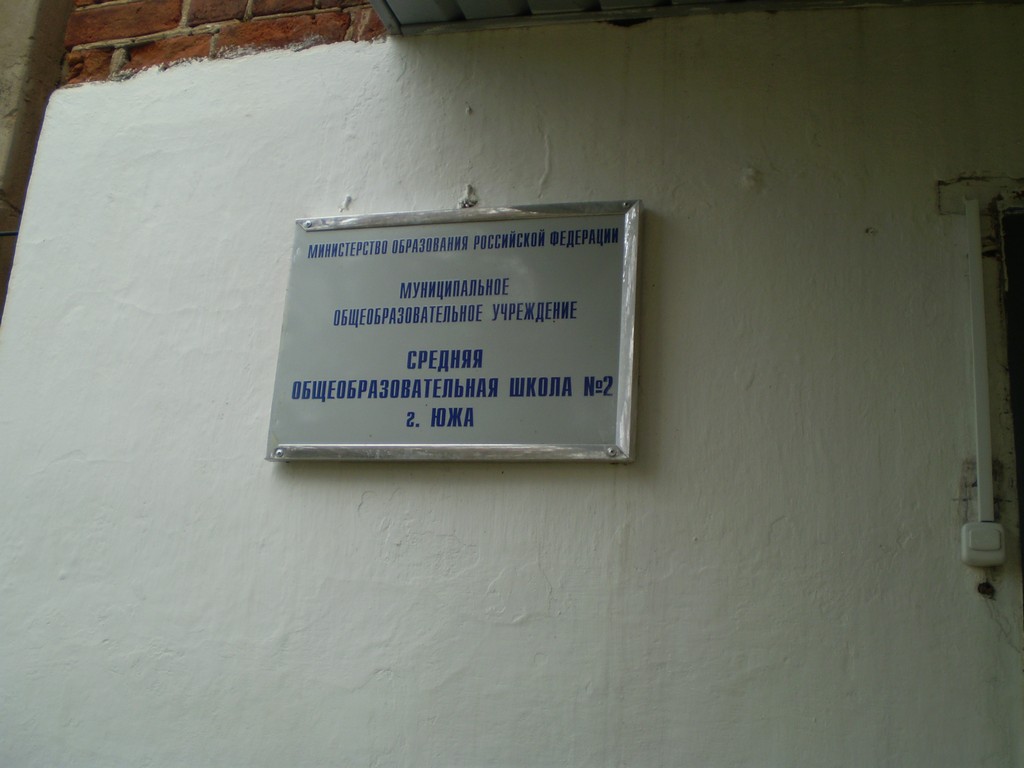 МИНИСТЕРСТВО ОБРАЗОВАНИЯ РОССИЙСКОЙ ФЕДЕРАЦИИ
МУНИЦИПАЛЬНОЕ
ОБЩЕОБРАЗОВАТЕЛЬНОЕ УЧРЕЖДЕНИЕ
СРЕДНЯЯ
ОБЩЕОБРАЗОВАТЕЛЬНАЯ ШКОЛА №2
г. ЮЖА